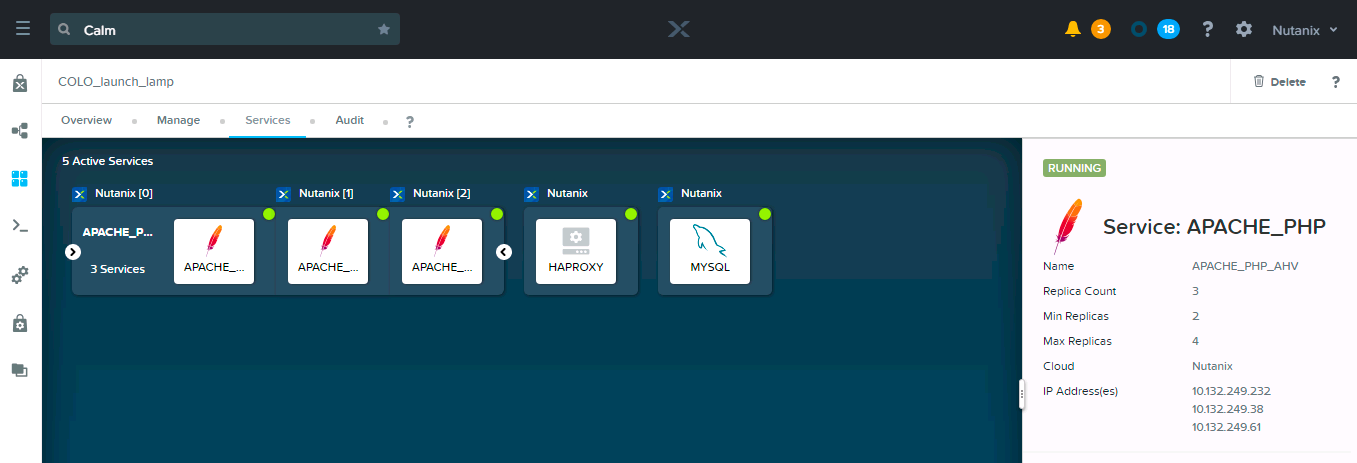 Calm
3
18
?
Nutanix
COLO_launch_lamp
Delete
?
Overview
Manage
Services
Audit
?
5 Active Services
Nutanix [0]
Nutanix [1]
Nutanix [2]
Nutanix
Nutanix
APACHE_P...
3 Services
APACHE_...
APACHE_...
APACHE_...
HAPROXY
MYSQL
RUNNING
Service: APACHE_PHP
Name APACHE_PHP_AHV
Replica Count 3
Min Replicas 2
Max Replicas 4
Cloud Nutanix
IP Address(es) 10.132.249.232
10.132.249.38
10.132.249.61